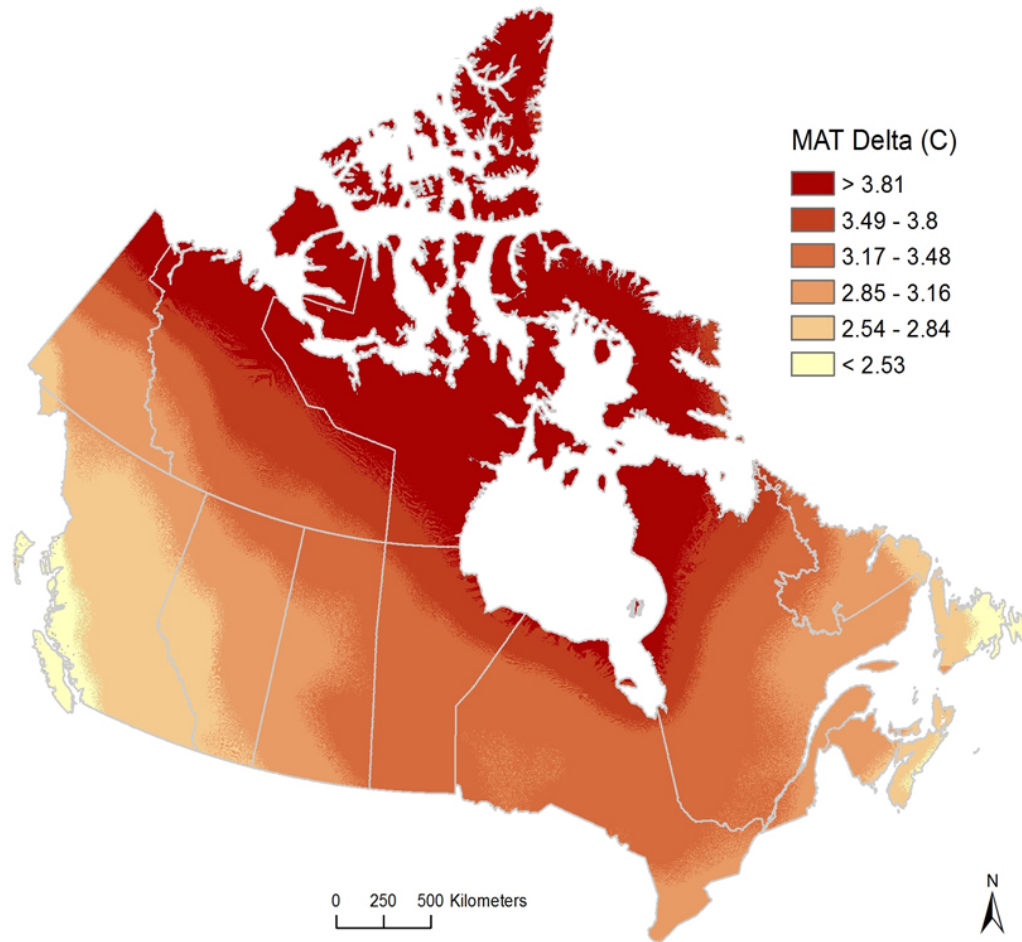 MAT Delta (C)
> 3.81
3.49 - 3.8
3.17 - 3.48
2.85 - 3.16
2.54 - 2.84
< 2.53
0 250 500 Kilometers
N